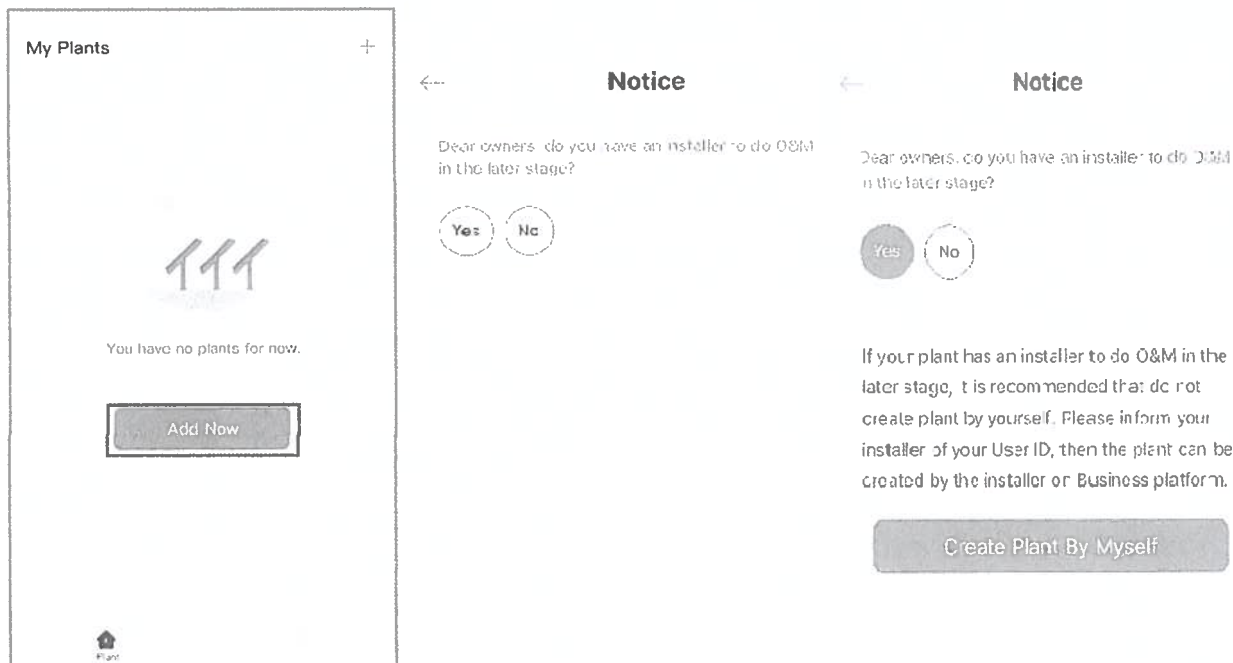 My Plants
+
You have no plants for now.
Add Now
Plant
Notice
Dear owners, do you have an installer to do O&M
in the later stage?
Yes
No
Notice
Dear owners, do you have an installer to do O&M
in the later stage?
Yes
No
If your plant has an installer to do O&M in the
later stage, it is recommended that do not
create plant by yourself. Please inform your
installer of your User ID, then the plant can be
created by the installer on Business platform.
Create Plant By Myself